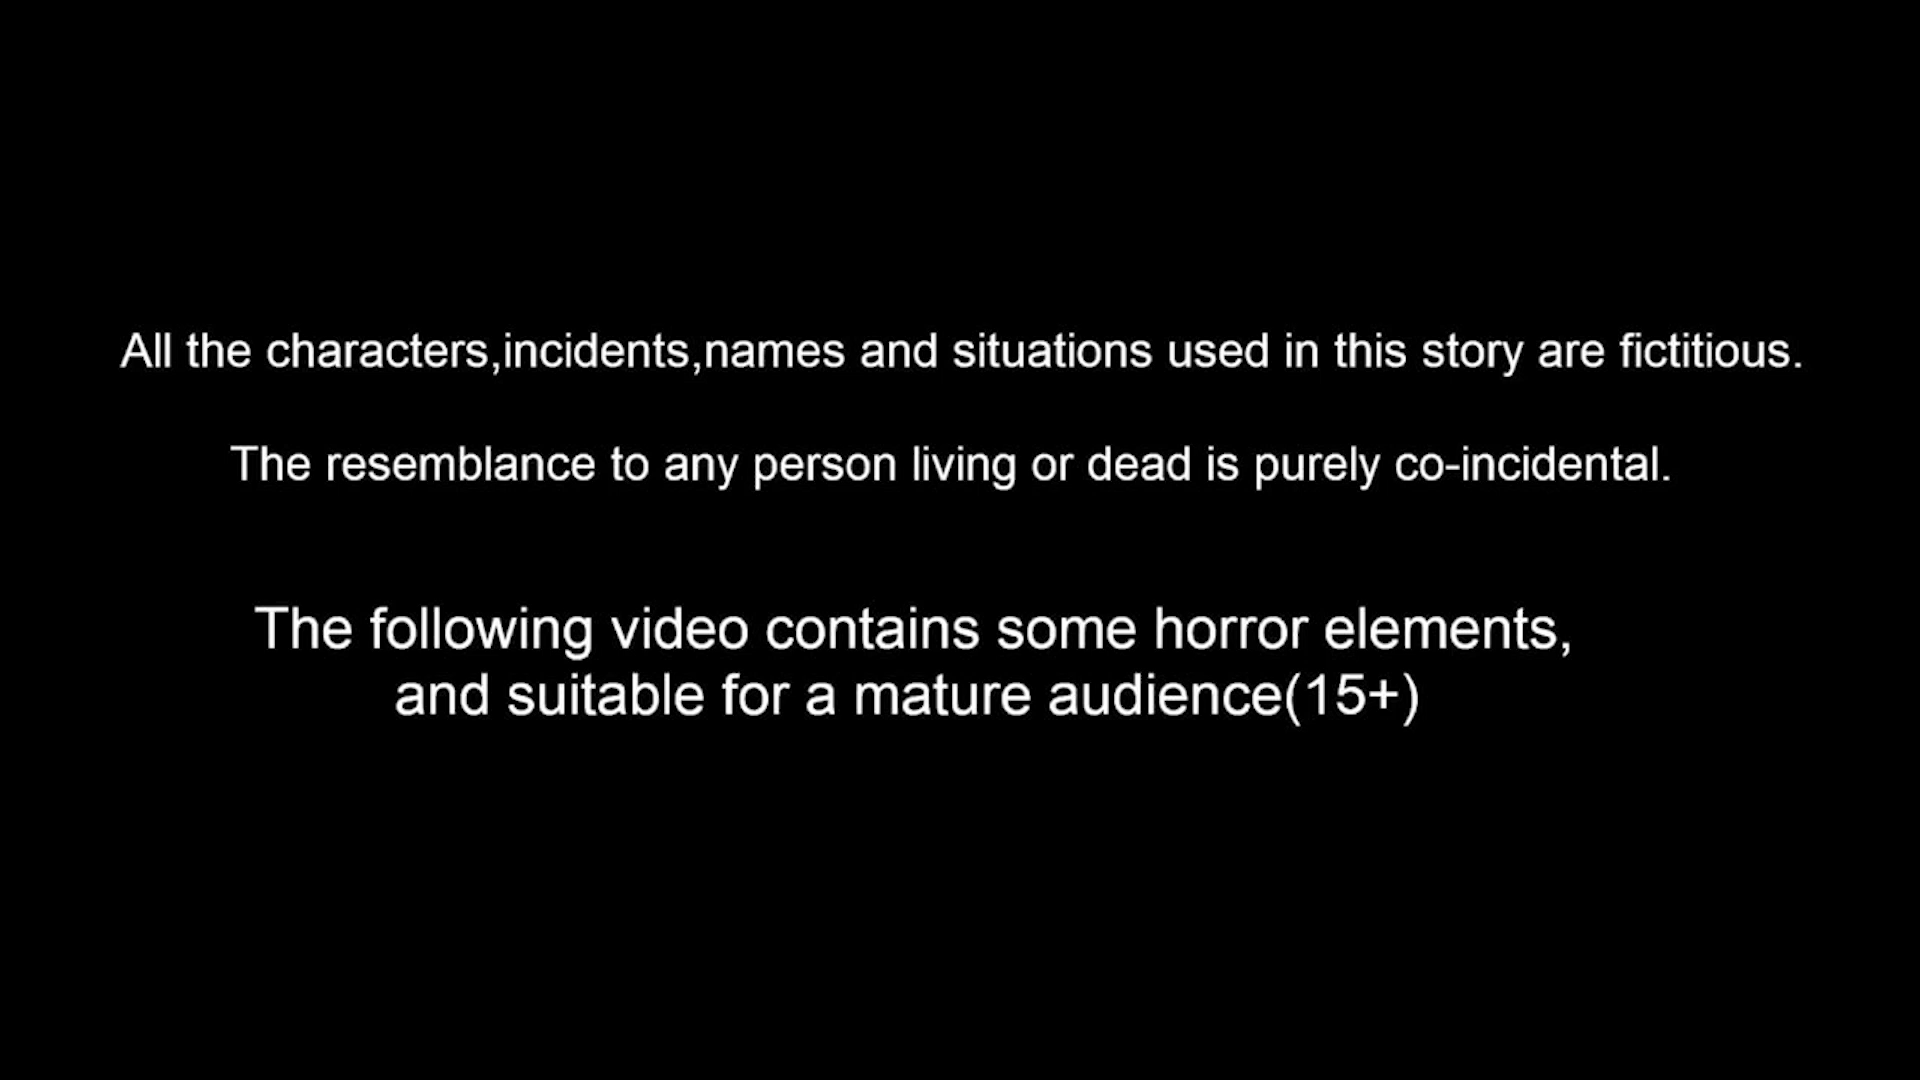 All the characters,incidents,names and situations used in this story are fictitious.
The resemblance to any person living or dead is purely co-incidental.
The following video contains some horror elements,
and suitable for a mature audience(15+)